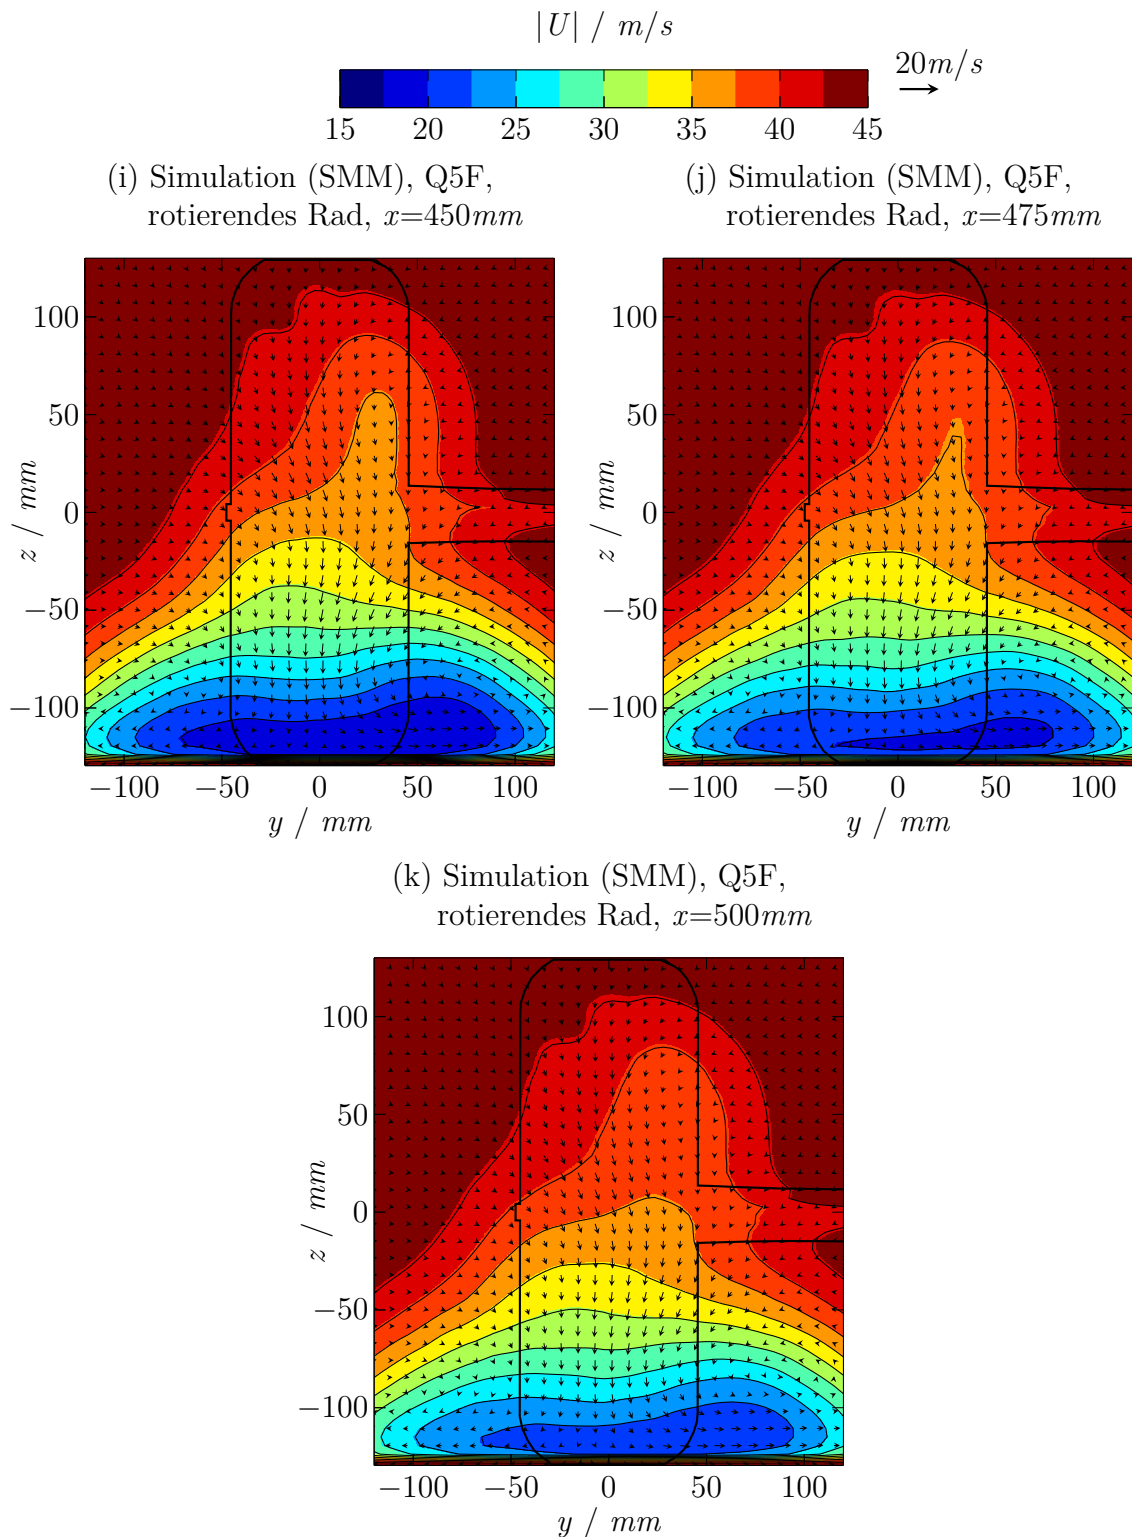 |U| / m/s
20m/s
15 20 25 30 35 40 45
(i) Simulation (SMM), Q5F,
rotierendes Rad, x=450mm
(j) Simulation (SMM), Q5F,
rotierendes Rad, x=475mm
100
50
0
−50
−100
z / mm
−100 −50 0 50 100
y / mm
100
50
0
−50
−100
z / mm
−100 −50 0 50 100
y / mm
(k) Simulation (SMM), Q5F,
rotierendes Rad, x=500mm
100
50
0
−50
−100
z / mm
−100 −50 0 50 100
y / mm